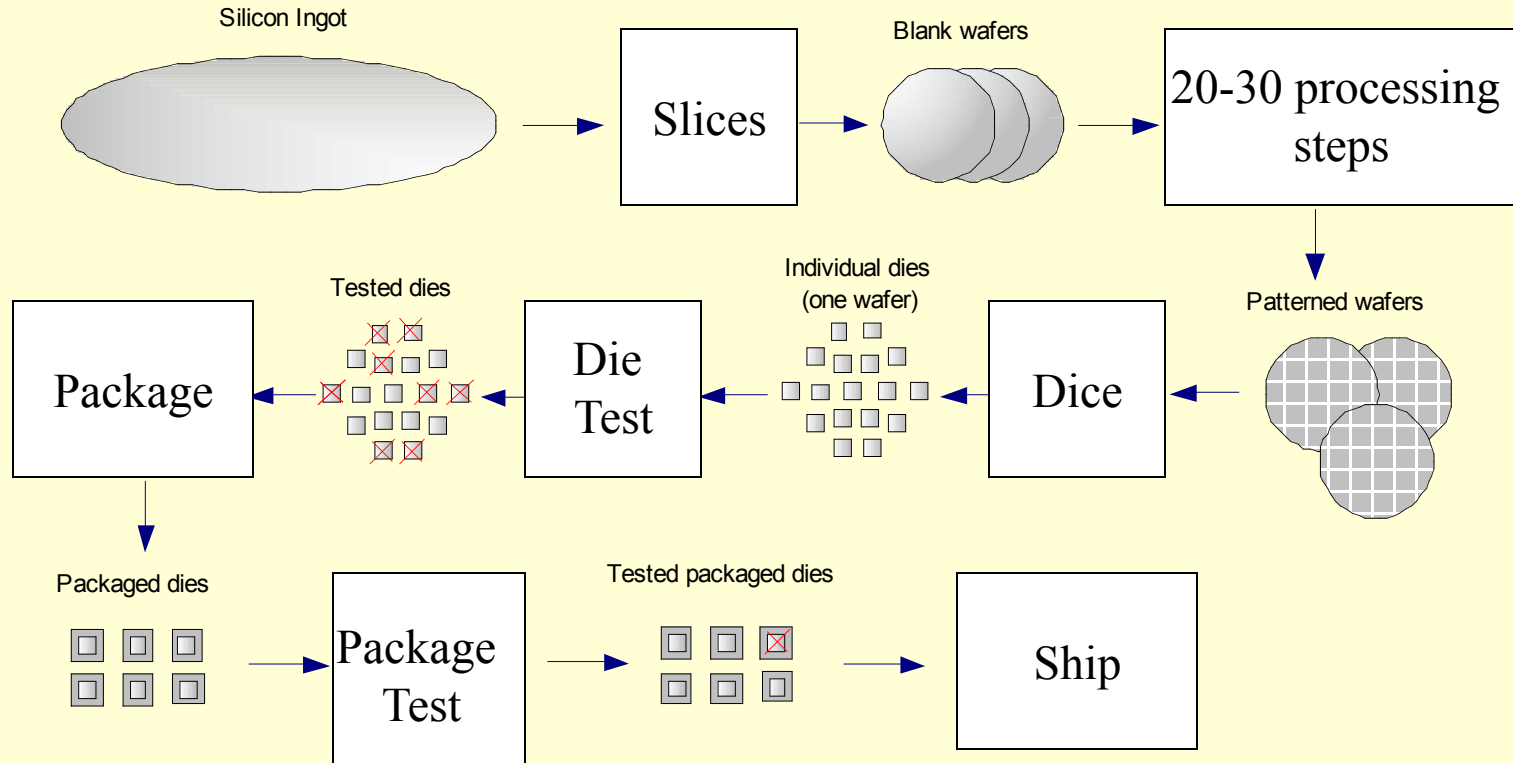 Silicon Ingot
Slices
Blank wafers
20-30 processing
steps
Patterned wafers
Dice
Individual dies
(one wafer)
Die
Test
Tested dies
Package
Packaged dies
Package
Test
Tested packaged dies
Ship